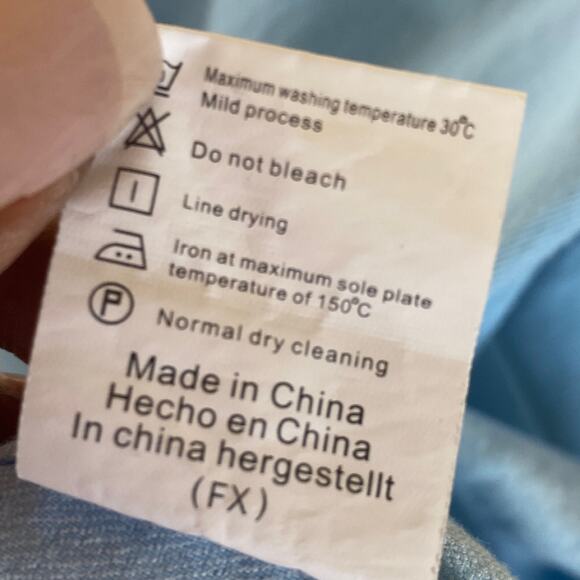 Maximum washing temperature 30°C
Mild process
Do not bleach
Line drying
Iron at maximum sole plate
temperature of 150°C
P
Normal dry cleaning
Made in China
Hecho en China
In china hergestellt
(FX)